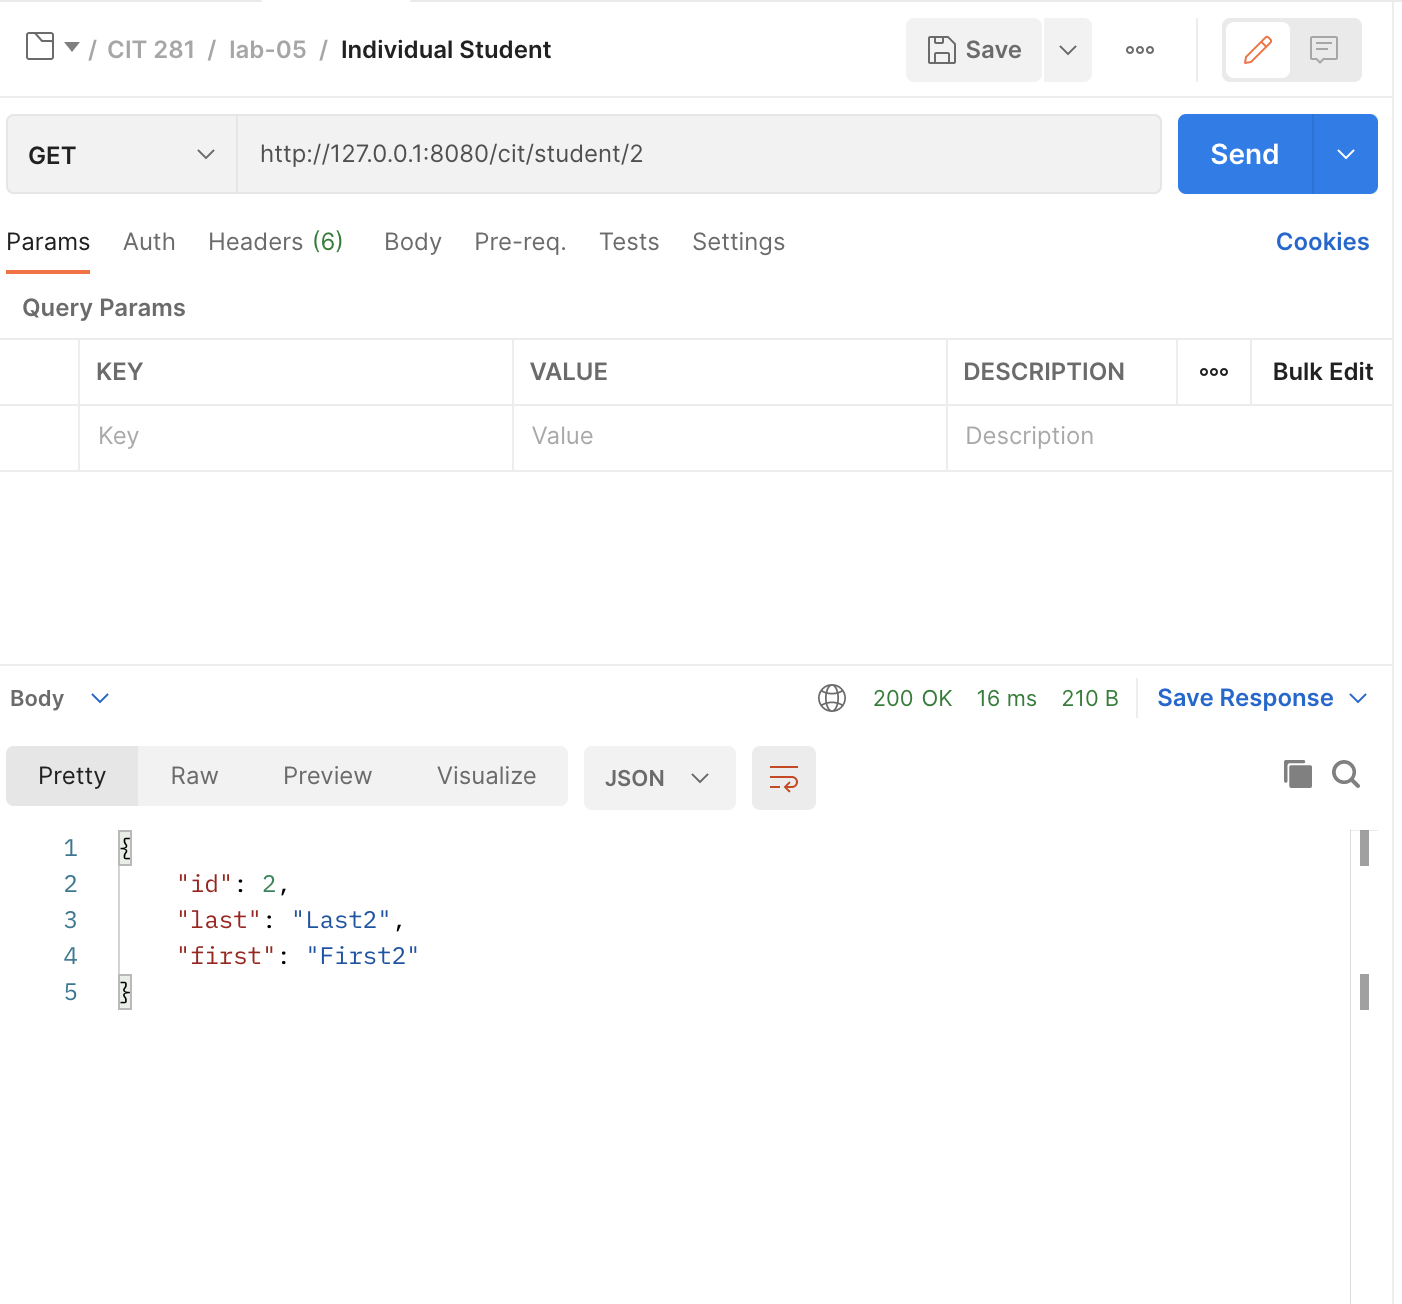 / CIT 281 / lab-05 / Individual Student Save
GET http://127.0.0.1:8080/cit/student/2 Send
Params Auth Headers (6) Body Pre-req. Tests Settings Cookies
Query Params
KEY VALUE DESCRIPTION Bulk Edit
Key Value Description
Body 200 OK 16 ms 210 B Save Response
Pretty Raw Preview Visualize JSON
1 {
2 "id": 2,
3 "last": "Last2",
4 "first": "First2"
5 }